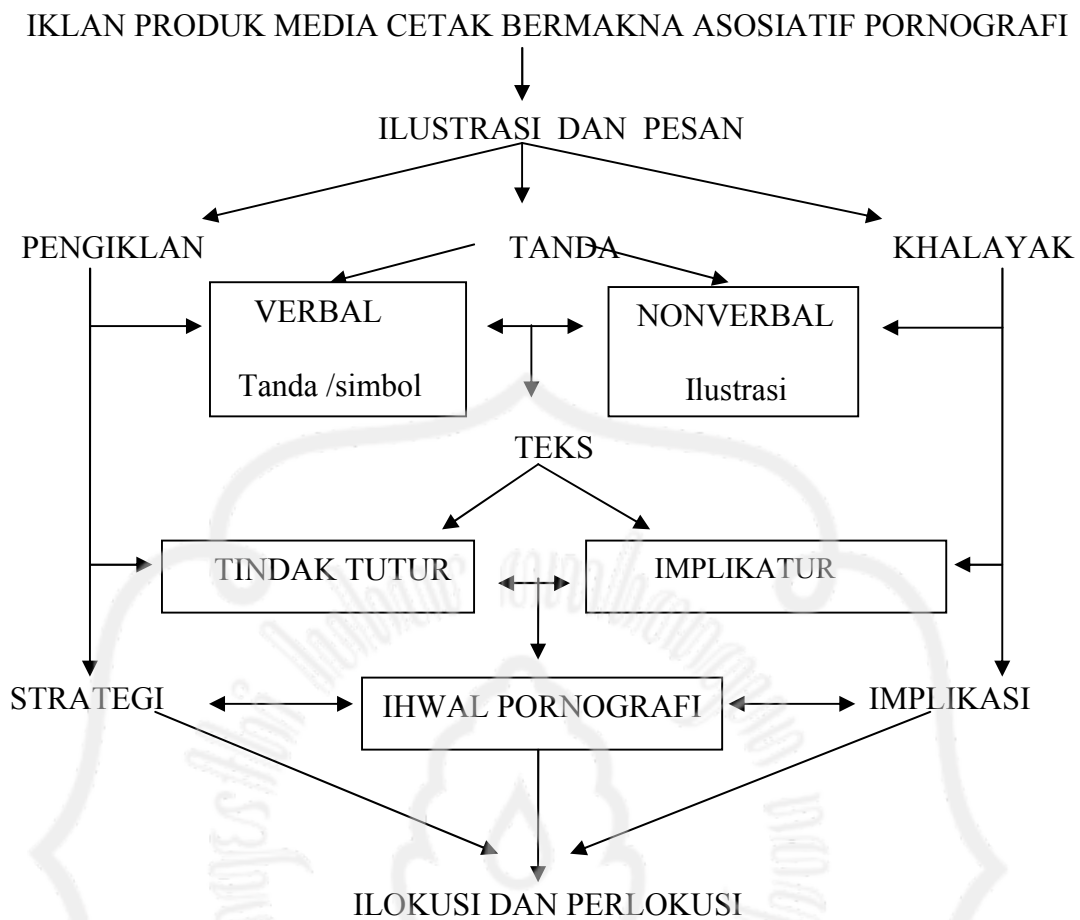 IKLAN PRODUK MEDIA CETAK BERMAKNA ASOSIATIF PORNOGRAFI
ILUSTRASI DAN PESAN
PENGIKLAN TANDA KHALAYAK
VERBAL NONVERBAL
Tanda /simbol Ilustrasi
TEKS
TINDAK TUTUR IMPLIKATUR
STRATEGI IHWAL PORNOGRAFI IMPLIKASI
ILOKUSI DAN PERLOKUSI